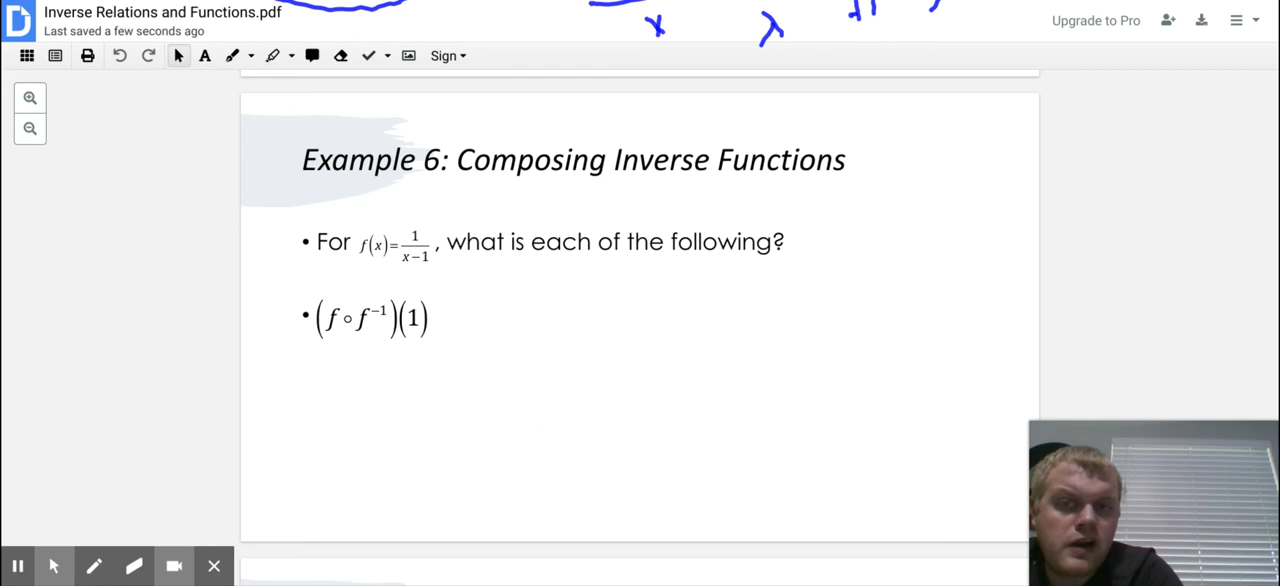 Inverse Relations and Functions.pdf
Last saved a few seconds ago
Upgrade to Pro
A
Sign
x
Example 6: Composing Inverse Functions
• For f(x)=1/(x−1), what is each of the following?
• (f∘f⁻¹)(1)